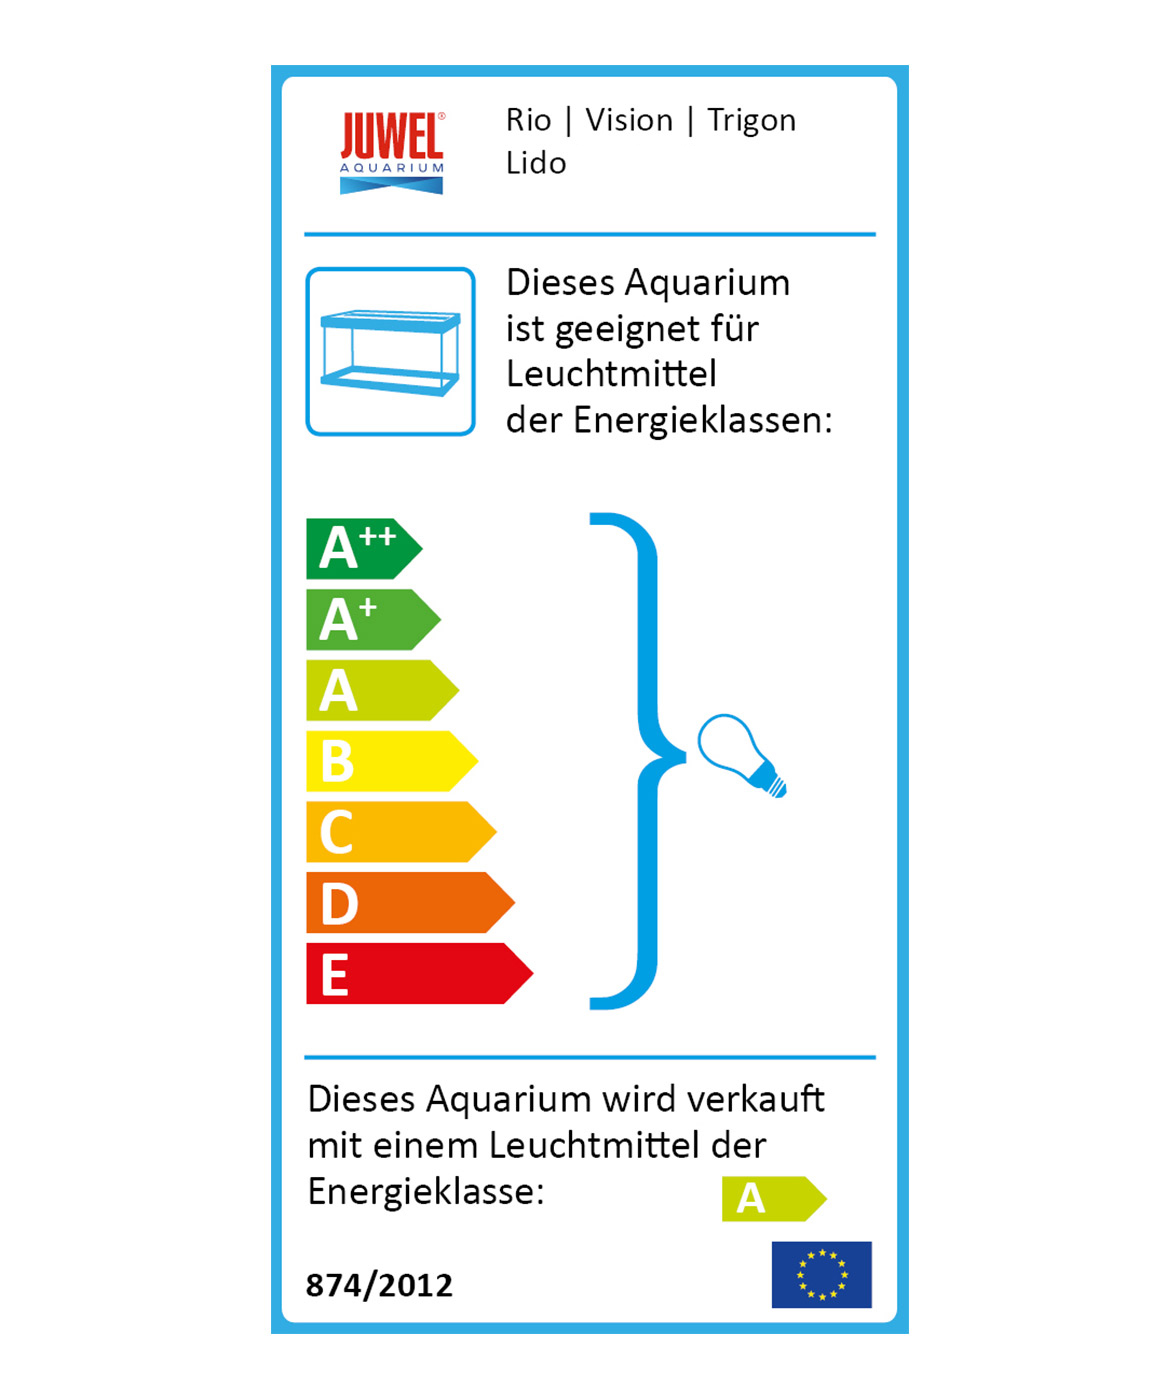 JUWEL®
AQUARIUM
Rio | Vision | Trigon
Lido
Dieses Aquarium
ist geeignet für
Leuchtmittel
der Energieklassen:
A++
A+
A
B
C
D
E
Dieses Aquarium wird verkauft
mit einem Leuchtmittel der
Energieklasse:
A
874/2012